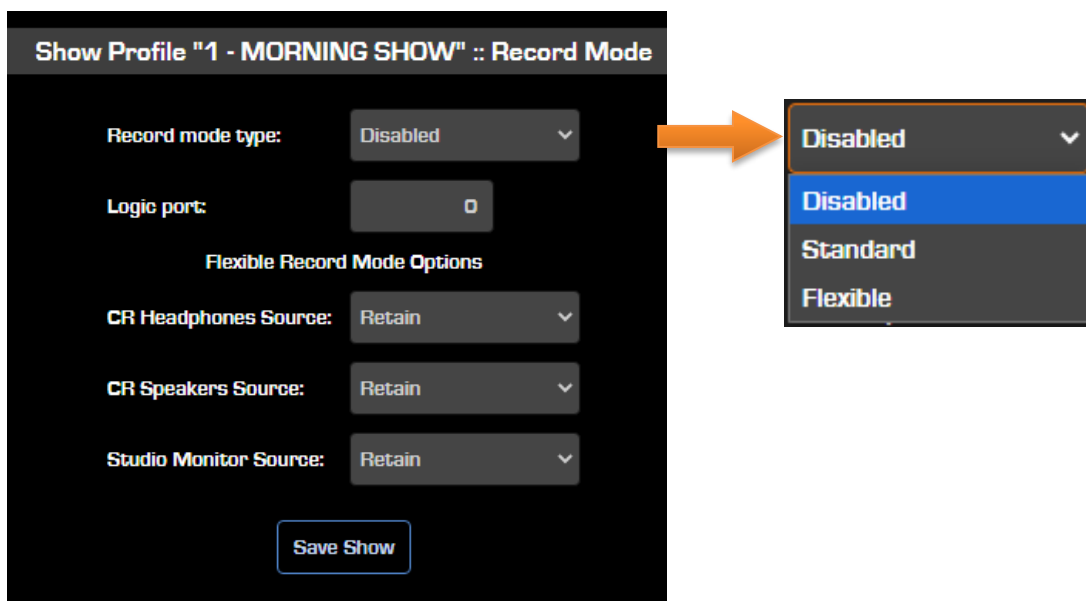 Show Profile "1 - MORNING SHOW" :: Record Mode
Record mode type: Disabled
Logic port: 0
Flexible Record Mode Options
CR Headphones Source: Retain
CR Speakers Source: Retain
Studio Monitor Source: Retain
Save Show
Disabled
Disabled
Standard
Flexible